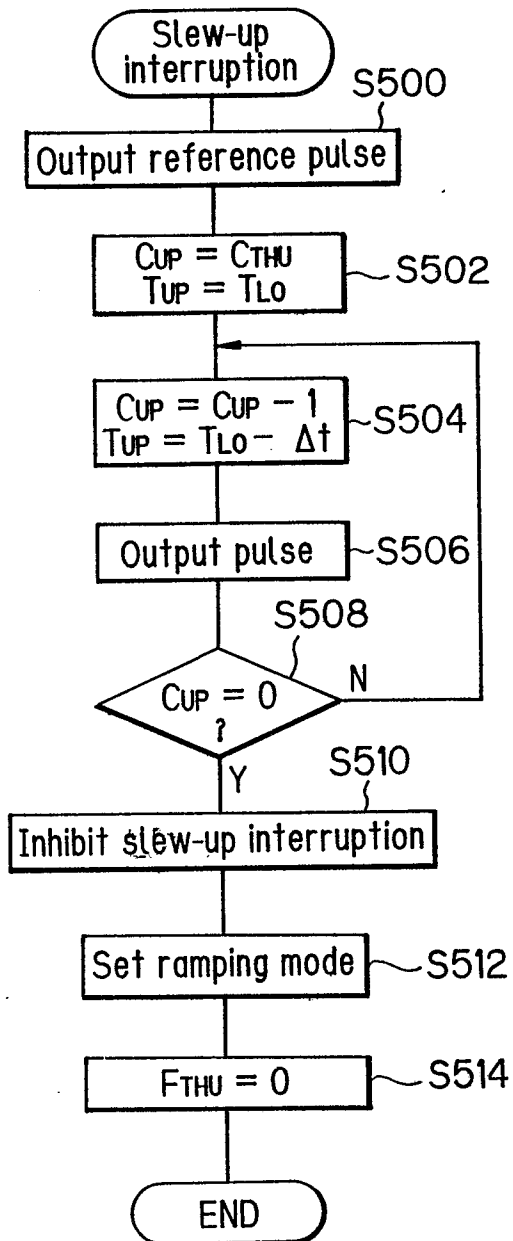 Slew-up
interruption
S500
Output reference pulse
CUP = CTHU
TUP = TLO
S502
CUP = CUP - 1
TUP = TLO - Δt
S504
Output pulse
S506
S508
CUP = 0
?
N
Y
S510
Inhibit slew-up interruption
Set ramping mode
S512
FTHU = 0
S514
END